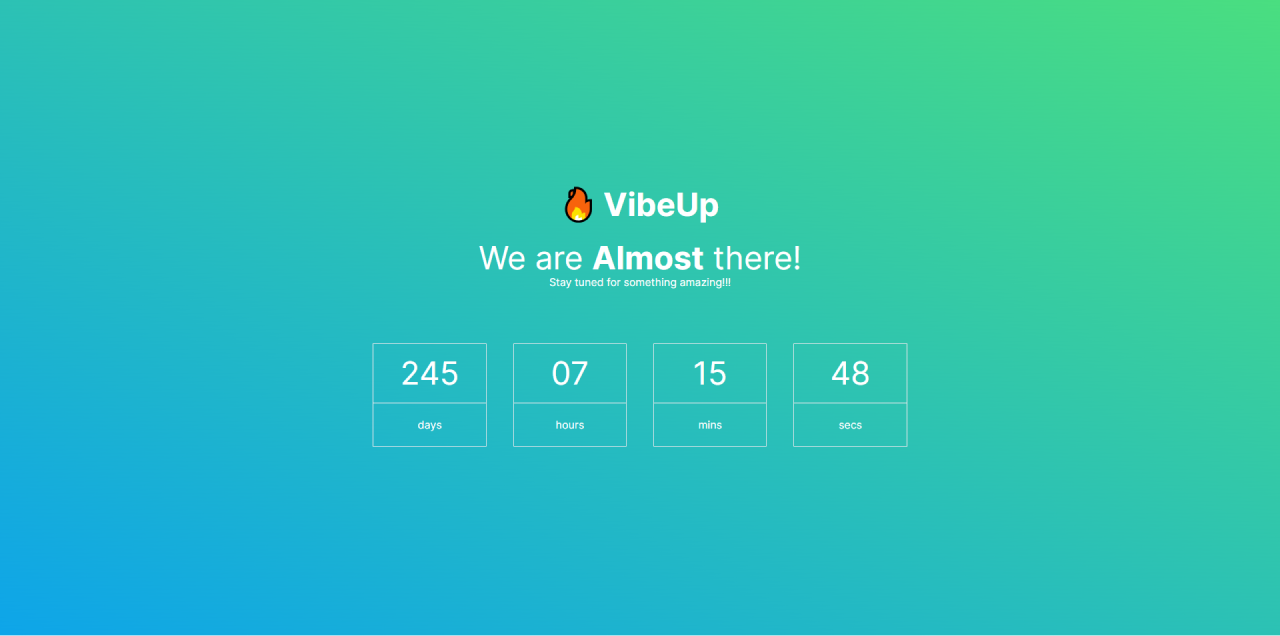 VibeUp
We are Almost there!
Stay tuned for something amazing!!!
245 07 15 48
days hours mins secs